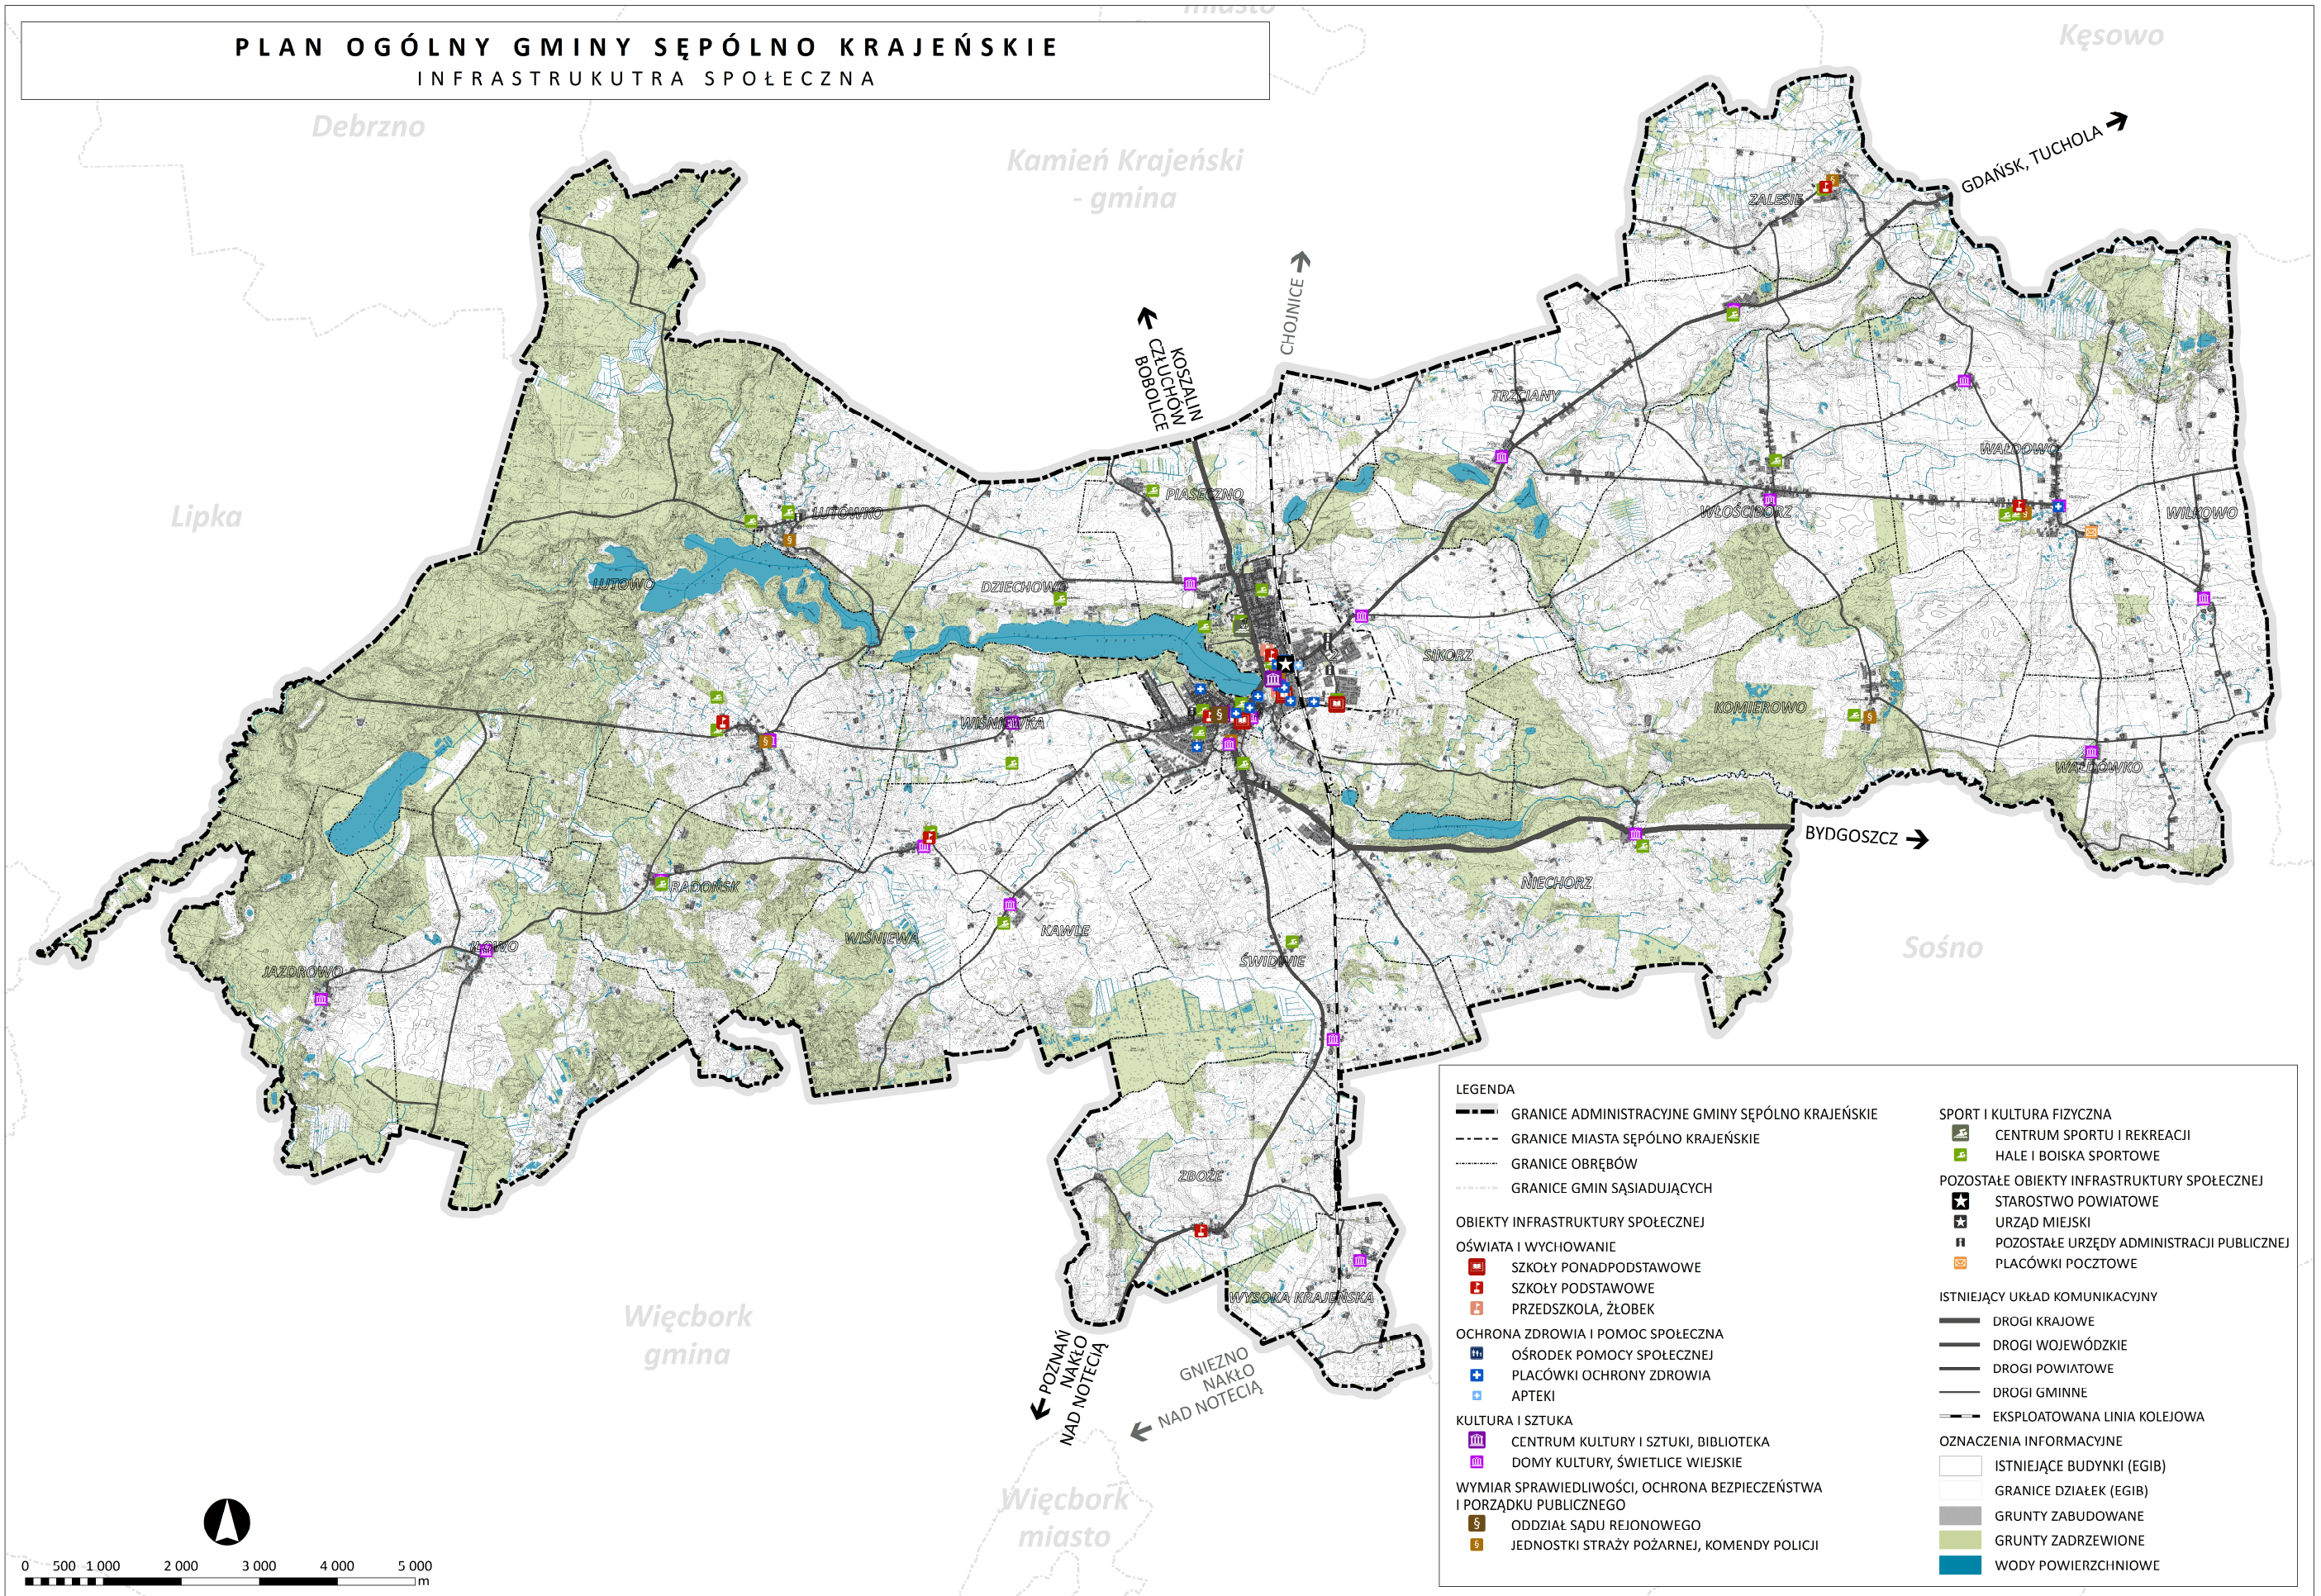 PLAN OGÓLNY GMINY SĘPÓLNO KRAJEŃSKIE
INFRASTRUKUTRA SPOŁECZNA
miasto
Kęsowo
Debrzno
Kamień Krajeński
- gmina
Lipka
Sośno
Więcbork
gmina
Więcbork
miasto
GDAŃSK, TUCHOLA
CHOJNICE
KOSZALIN
CZŁUCHÓW
BOBOLICE
BYDGOSZCZ
POZNAŃ
NAKŁO
NAD NOTECIĄ
GNIEZNO
NAKŁO
NAD NOTECIĄ
ZALESIE
TRZCIANY
WAŁDOWO
WŁOŚCIBÓRZ
WILKOWO
PIASECZNO
LUTÓWKO
LUTOWO
DZIECHOWO
SIKORZ
KOMIEROWO
WIŚNIEWKA
WAŁDÓWKO
NIECHORZ
RADOŃSK
WIŚNIEWA
KAWLE
IŁOWO
JAZDROWO
ŚWIDWIE
ZBOŻE
WYSOKA KRAJEŃSKA
2
3
LEGENDA
GRANICE ADMINISTRACYJNE GMINY SĘPÓLNO KRAJEŃSKIE
GRANICE MIASTA SĘPÓLNO KRAJEŃSKIE
GRANICE OBRĘBÓW
GRANICE GMIN SĄSIADUJĄCYCH
OBIEKTY INFRASTRUKTURY SPOŁECZNEJ
OŚWIATA I WYCHOWANIE
SZKOŁY PONADPODSTAWOWE
SZKOŁY PODSTAWOWE
PRZEDSZKOLA, ŻŁOBEK
OCHRONA ZDROWIA I POMOC SPOŁECZNA
OŚRODEK POMOCY SPOŁECZNEJ
PLACÓWKI OCHRONY ZDROWIA
APTEKI
KULTURA I SZTUKA
CENTRUM KULTURY I SZTUKI, BIBLIOTEKA
DOMY KULTURY, ŚWIETLICE WIEJSKIE
WYMIAR SPRAWIEDLIWOŚCI, OCHRONA BEZPIECZEŃSTWA
I PORZĄDKU PUBLICZNEGO
ODDZIAŁ SĄDU REJONOWEGO
JEDNOSTKI STRAŻY POŻARNEJ, KOMENDY POLICJI
SPORT I KULTURA FIZYCZNA
CENTRUM SPORTU I REKREACJI
HALE I BOISKA SPORTOWE
POZOSTAŁE OBIEKTY INFRASTRUKTURY SPOŁECZNEJ
STAROSTWO POWIATOWE
URZĄD MIEJSKI
POZOSTAŁE URZĘDY ADMINISTRACJI PUBLICZNEJ
PLACÓWKI POCZTOWE
ISTNIEJĄCY UKŁAD KOMUNIKACYJNY
DROGI KRAJOWE
DROGI WOJEWÓDZKIE
DROGI POWIATOWE
DROGI GMINNE
EKSPLOATOWANA LINIA KOLEJOWA
OZNACZENIA INFORMACYJNE
ISTNIEJĄCE BUDYNKI (EGIB)
GRANICE DZIAŁEK (EGIB)
GRUNTY ZABUDOWANE
GRUNTY ZADRZEWIONE
WODY POWIERZCHNIOWE
0 500 1 000 2 000 3 000 4 000 5 000
m